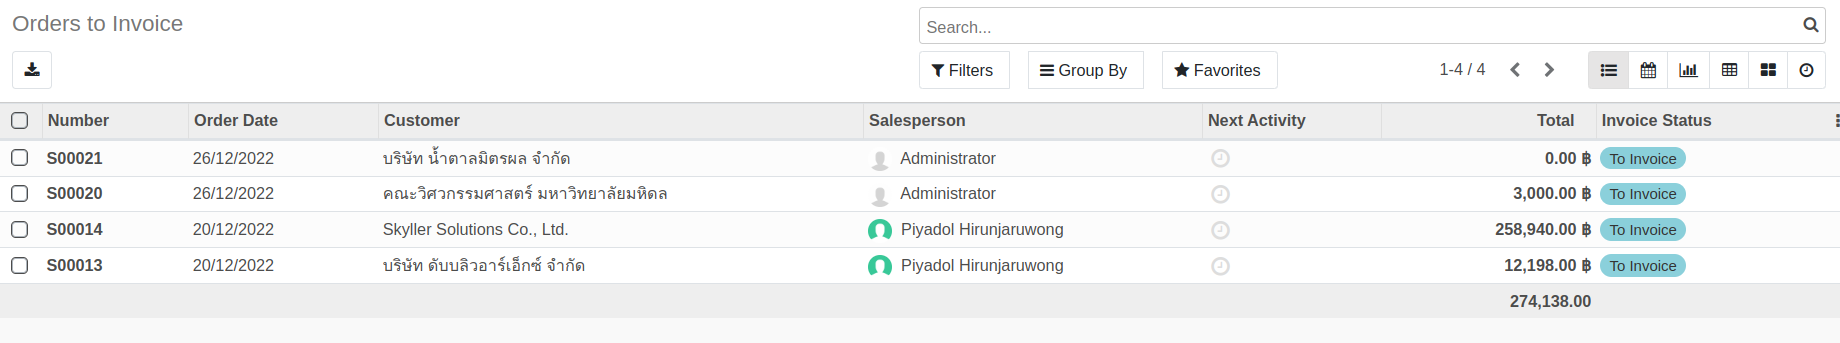 Orders to Invoice
Search...
Filters Group By Favorites 1-4 / 4
Number Order Date Customer Salesperson Next Activity Total Invoice Status
S00021 26/12/2022 บริษัท น้ำตาลมิตรผล จำกัด Administrator 0.00 ฿ To Invoice
S00020 26/12/2022 คณะวิศวกรรมศาสตร์ มหาวิทยาลัยมหิดล Administrator 3,000.00 ฿ To Invoice
S00014 20/12/2022 Skyller Solutions Co., Ltd. Piyadol Hirunjaruwong 258,940.00 ฿ To Invoice
S00013 20/12/2022 บริษัท ดับบลิวอาร์เอ็กซ์ จำกัด Piyadol Hirunjaruwong 12,198.00 ฿ To Invoice
274,138.00